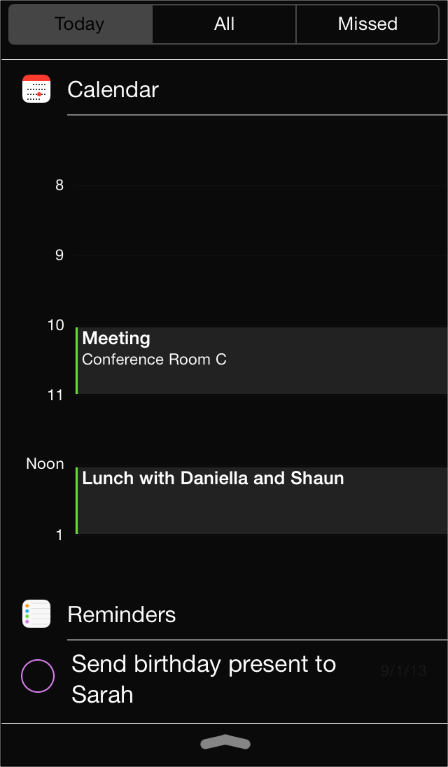 Today All Missed
Calendar
8
9
10
Meeting
Conference Room C
11
Noon
Lunch with Daniella and Shaun
1
Reminders
Send birthday present to
9/1/13
Sarah